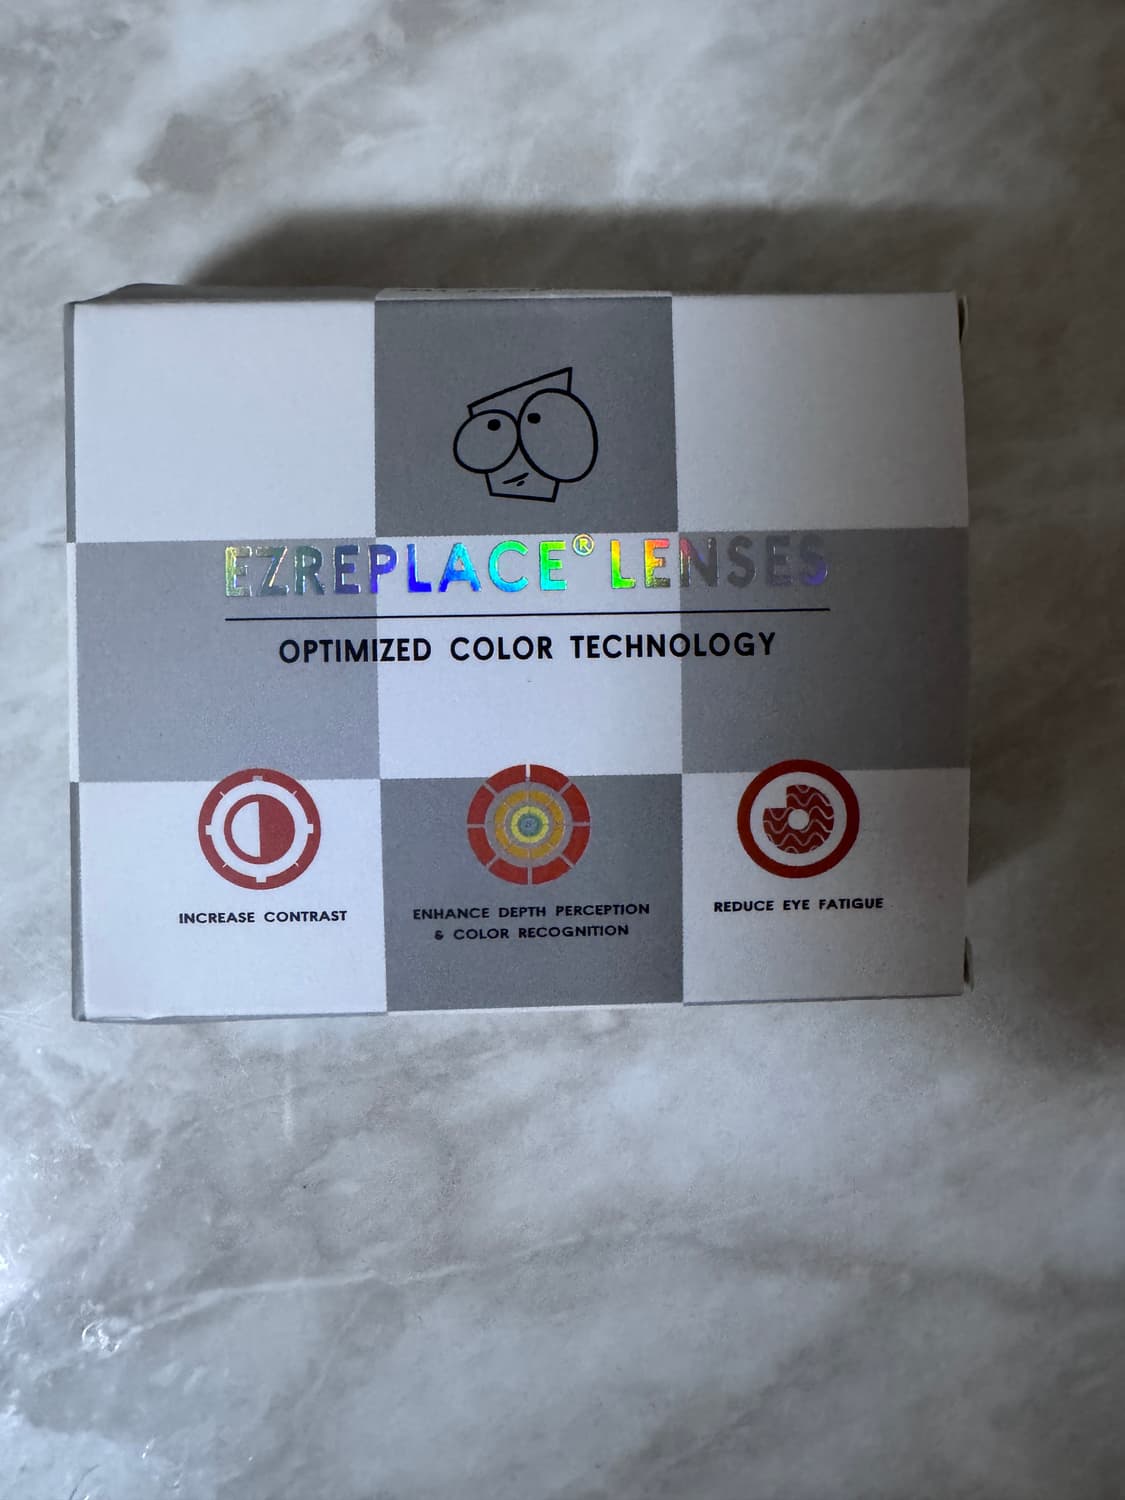 EZREPLACE® LENSES
OPTIMIZED COLOR TECHNOLOGY
INCREASE CONTRAST
ENHANCE DEPTH PERCEPTION
& COLOR RECOGNITION
REDUCE EYE FATIGUE